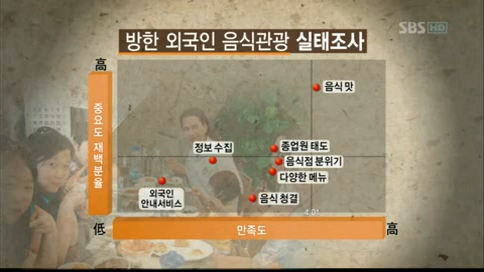 방한 외국인 음식관광 실태조사
SBS HD
高
음식 맛
중요도 재백분율
정보 수집
종업원 태도
음식점 분위기
다양한 메뉴
외국인
안내서비스
음식 청결
4.01
低
만족도
高